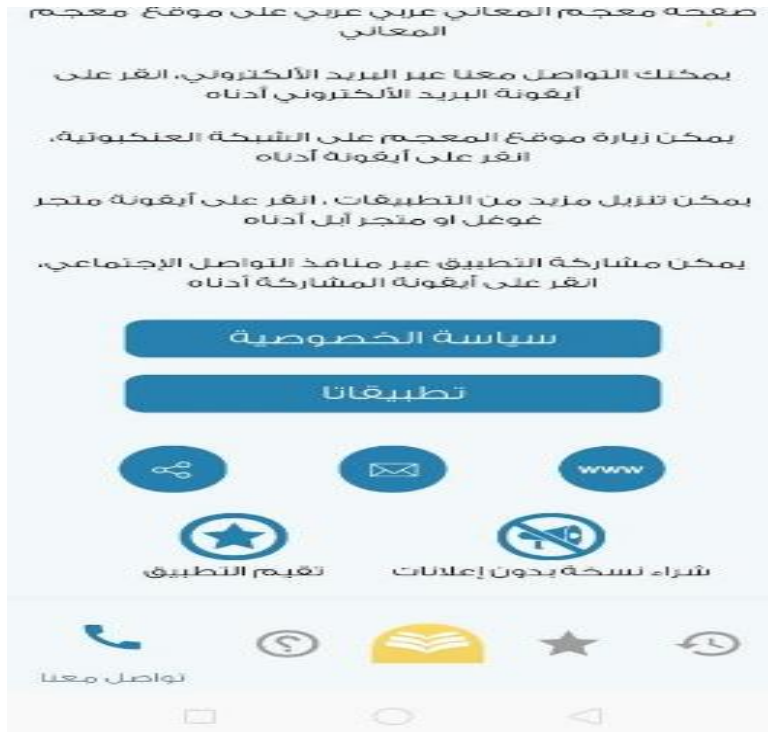 صفحة معجم المعاني عربي عربي على موقع معجم
المعاني
يمكنك التواصل معنا عبر البريد الألكتروني، انقر على
أيقونة البريد الألكتروني أدناه
يمكن زيارة موقع المعجم على الشبكة العنكبوتية،
انقر على أيقونة أدناه
يمكن تنزيل مزيد من التطبيقات ، انقر على أيقونة متجر
غوغل او متجر آبل أدناه
يمكن مشاركة التطبيق عبر منافذ التواصل الإجتماعي،
انقر على أيقونة المشاركة أدناه
سياسة الخصوصية
تطبيقاتا
www
شراء نسخة بدون إعلانات
تقيم التطبيق
تواصل معنا